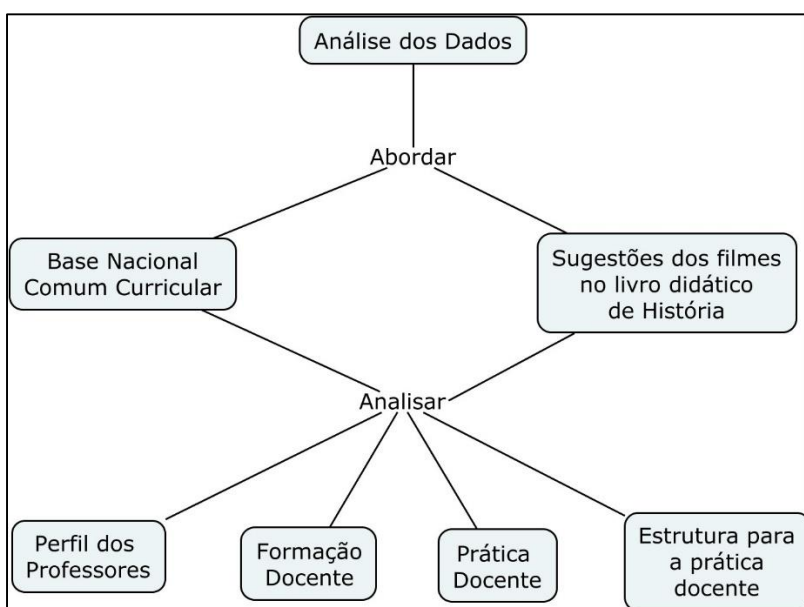 Análise dos Dados
Abordar
Base Nacional
Comum Curricular
Sugestões dos filmes
no livro didático
de História
Analisar
Perfil dos
Professores
Formação
Docente
Prática
Docente
Estrutura para
a prática
docente